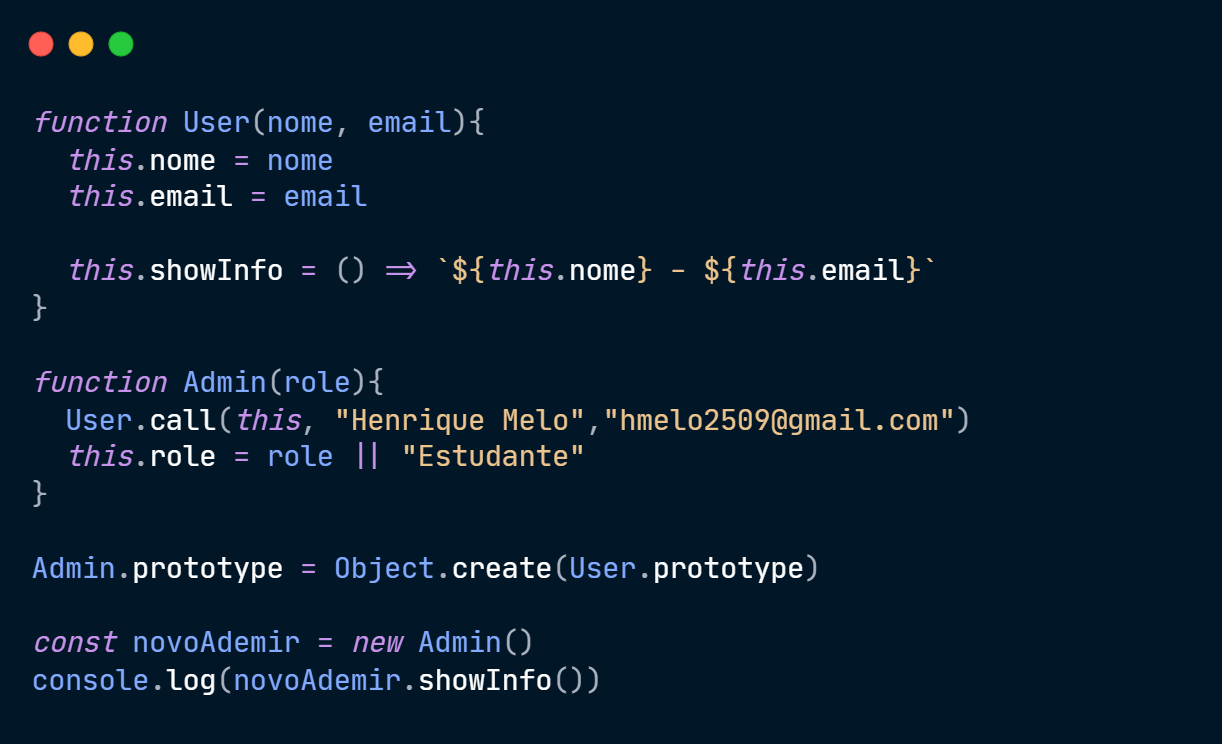 function User(nome, email){
  this.nome = nome
  this.email = email

  this.showInfo = () => `${this.nome} - ${this.email}`
}

function Admin(role){
  User.call(this, "Henrique Melo","hmelo2509@gmail.com")
  this.role = role || "Estudante"
}

Admin.prototype = Object.create(User.prototype)

const novoAdemir = new Admin()
console.log(novoAdemir.showInfo())